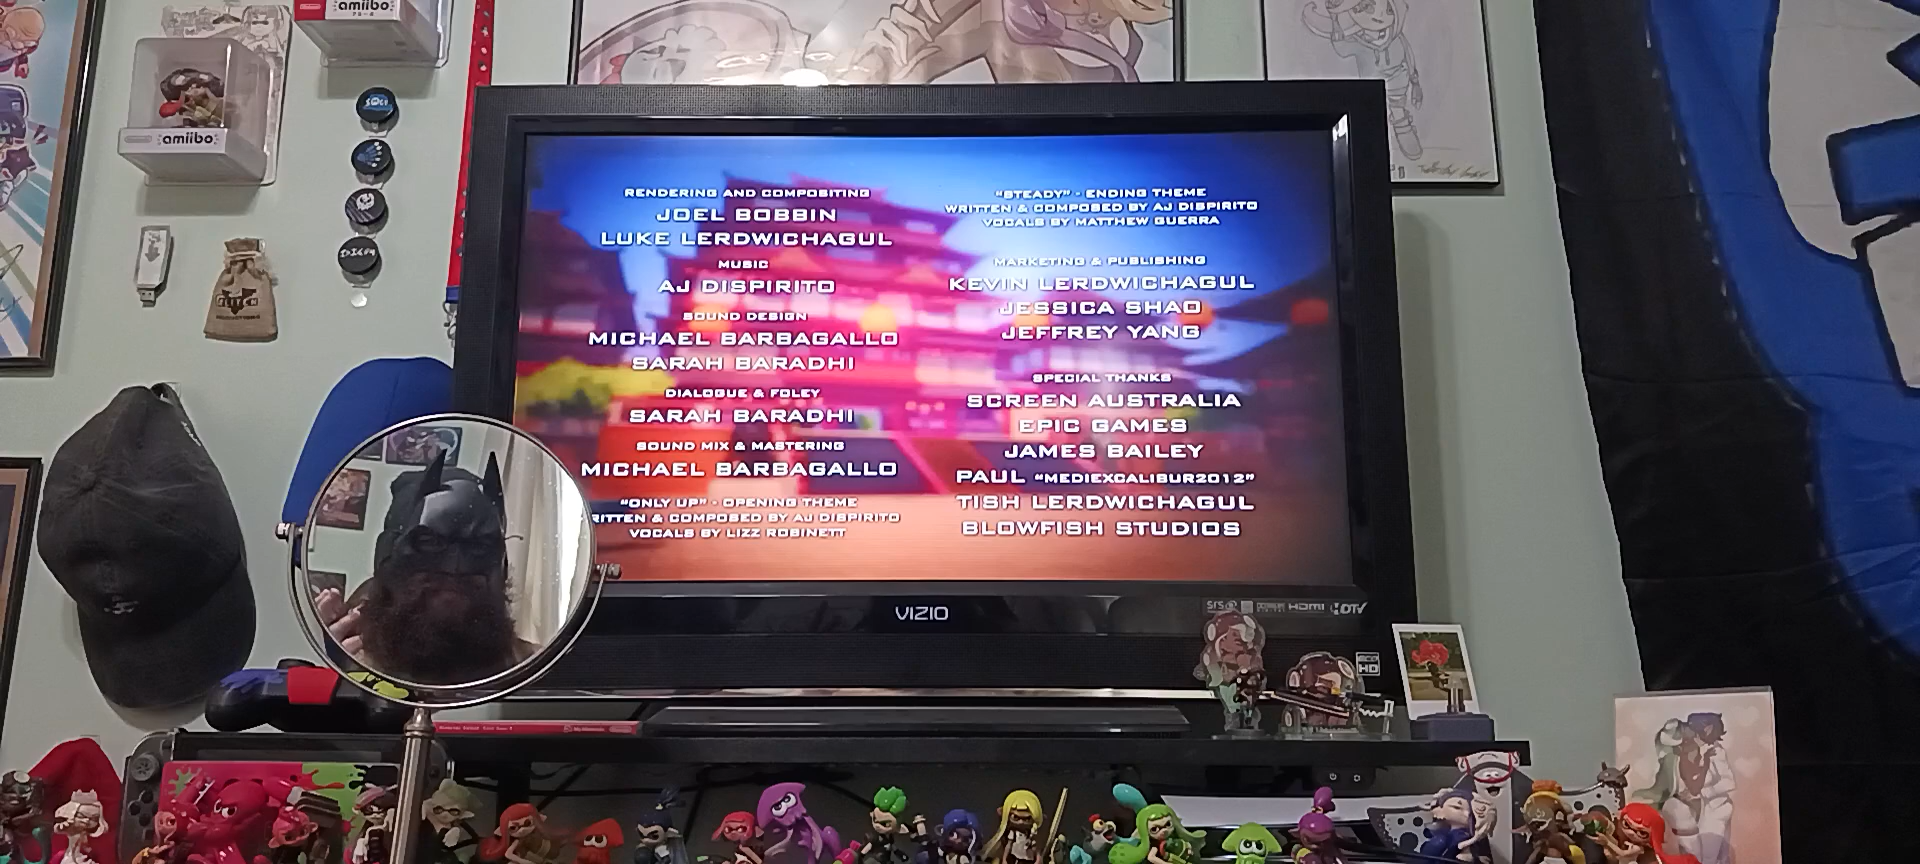 amiibo
amiibo
GLITCH
RENDERING AND COMPOSITING
JOEL BOBBIN
LUKE LERDWICHAGUL
MUSIC
AJ DISPIRITO
SOUND DESIGN
MICHAEL BARBAGALLO
SARAH BARADHI
DIALOGUE & FOLEY
SARAH BARADHI
SOUND MIX & MASTERING
MICHAEL BARBAGALLO
"ONLY UP" - OPENING THEME
RITTEN & COMPOSED BY AJ DISPIRITO
VOCALS BY LIZZ ROBINETT
"STEADY" - ENDING THEME
WRITTEN & COMPOSED BY AJ DISPIRITO
VOCALS BY MATTHEW GUERRA
MARKETING & PUBLISHING
KEVIN LERDWICHAGUL
JESSICA SHAO
JEFFREY YANG
SPECIAL THANKS
SCREEN AUSTRALIA
EPIC GAMES
JAMES BAILEY
PAUL "MEDIEXCALIBUR2012"
TISH LERDWICHAGUL
BLOWFISH STUDIOS
VIZIO
SRS
HDMI
HDTV
HD